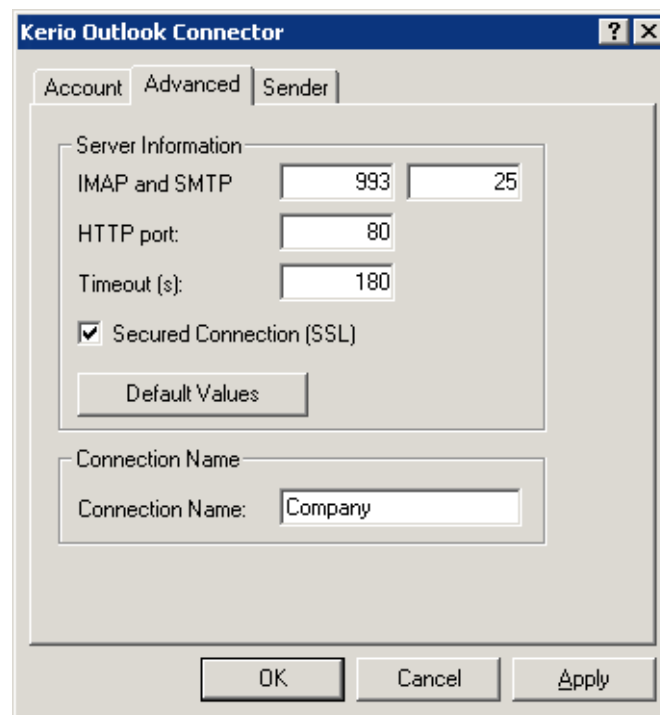 Kerio Outlook Connector
Account Advanced Sender
Server Information
IMAP and SMTP 993 25
HTTP port: 80
Timeout (s): 180
Secured Connection (SSL)
Default Values
Connection Name
Connection Name: Company
OK Cancel Apply